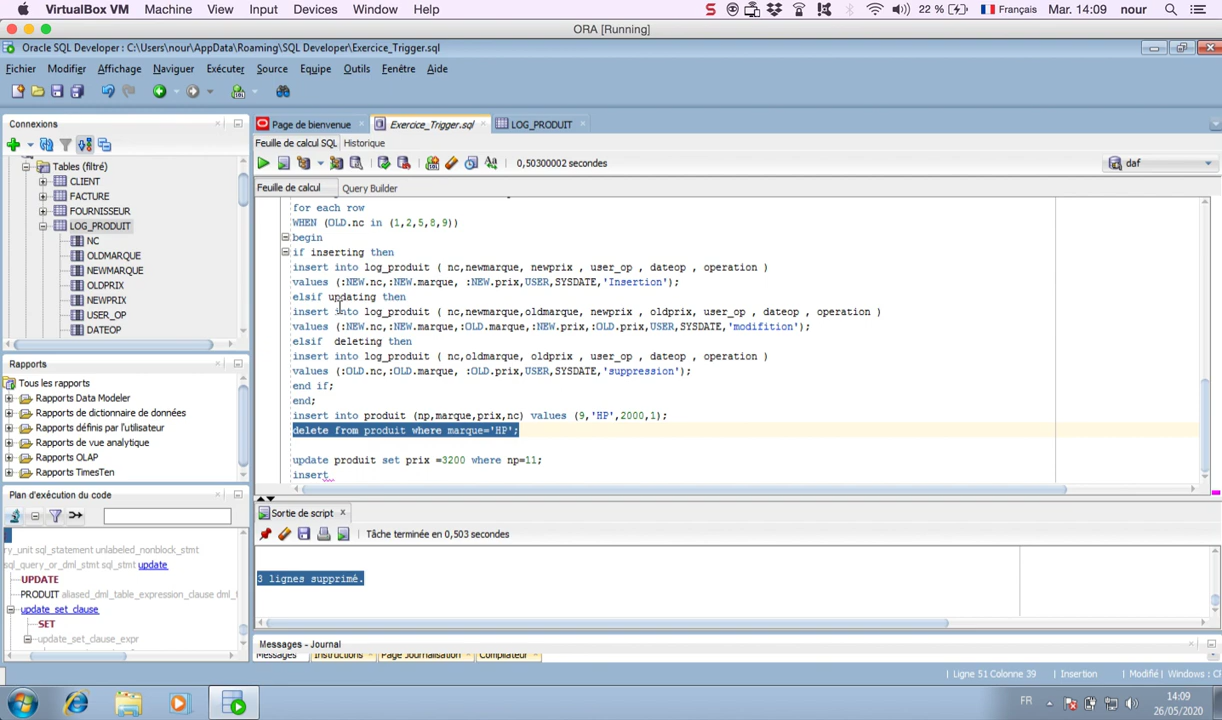 VirtualBox VM Machine View Input Devices Window Help
22 % Français Mar. 14:09 nour
ORA [Running]
Oracle SQL Developer : C:\Users\nour\AppData\Roaming\SQL Developer\Exercice_Trigger.sql
Fichier Modifier Affichage Naviguer Exécuter Source Equipe Outils Fenêtre Aide
Connexions
Tables (filtré)
CLIENT
FACTURE
FOURNISSEUR
LOG_PRODUIT
NC
OLDMARQUE
NEWMARQUE
OLDPRIX
NEWPRIX
USER_OP
DATEOP
Rapports
Tous les rapports
Rapports Data Modeler
Rapports de dictionnaire de données
Rapports définis par l'utilisateur
Rapports de vue analytique
Rapports OLAP
Rapports TimesTen
Plan d'exécution du code
ry_unit sql_statement unlabeled_nonblock_stmt
sql_query_or_dml_stmt sql_stmt update
UPDATE
PRODUIT aliased_dml_table_expression_clause dml_t
update_set_clause
SET
update_set_clause_expr
Page de bienvenue Exercice_Trigger.sql LOG_PRODUIT
Feuille de calcul SQL Historique
0,50300002 secondes
daf
Feuille de calcul Query Builder
for each row
WHEN (OLD.nc in (1,2,5,8,9))
begin
if inserting then
insert into log_produit ( nc,newmarque, newprix , user_op , dateop , operation )
values (:NEW.nc,:NEW.marque, :NEW.prix,USER,SYSDATE,'Insertion');
elsif updating then
insert into log_produit ( nc,newmarque,oldmarque, newprix , oldprix, user_op , dateop , operation )
values (:NEW.nc,:NEW.marque,:OLD.marque,:NEW.prix,:OLD.prix,USER,SYSDATE,'modifition');
elsif deleting then
insert into log_produit ( nc,oldmarque, oldprix , user_op , dateop , operation )
values (:OLD.nc,:OLD.marque, :OLD.prix,USER,SYSDATE,'suppression');
end if;
end;
insert into produit (np,marque,prix,nc) values (9,'HP',2000,1);
delete from produit where marque='HP';
update produit set prix =3200 where np=11;
insert
Sortie de script
Tâche terminée en 0,503 secondes
3 lignes supprimé.
Messages - Journal
Messages Instructions Page Journalisation Compilateur
Ligne 51 Colonne 39 Insertion Modifié Windows : C
FR 14:09
26/05/2020